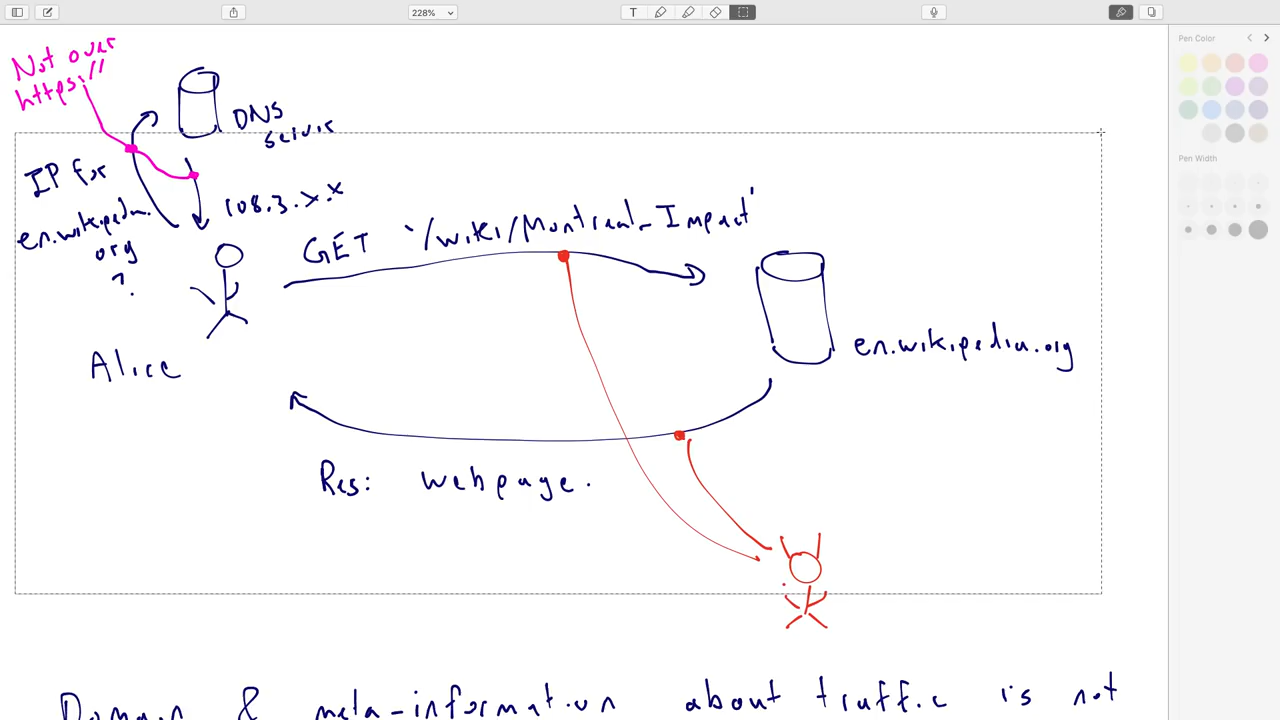 228%
T
Pen Color
Pen Width
Not over
https://
DNS
server
IP for
en.wikipedia.
org
?
108.3.x.x
GET '/wiki/Montreal_Impact'
Alice
en.wikipedia.org
Res: webpage.
Domain & meta-information about traffic is not